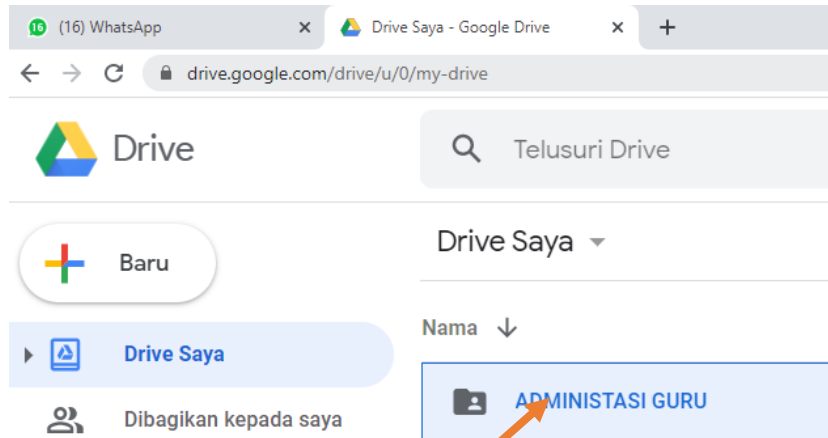 16 (16) WhatsApp Drive Saya - Google Drive
drive.google.com/drive/u/0/my-drive
Drive Telusuri Drive
Drive Saya
Baru
Nama
Drive Saya
ADMINISTASI GURU
Dibagikan kepada saya